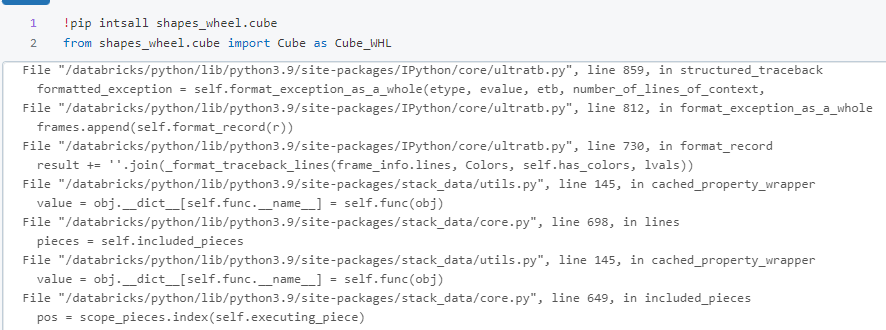 1 !pip intsall shapes_wheel.cube
2 from shapes_wheel.cube import Cube as Cube_WHL
File "/databricks/python/lib/python3.9/site-packages/IPython/core/ultratb.py", line 859, in structured_traceback
formatted_exception = self.format_exception_as_a_whole(etype, evalue, etb, number_of_lines_of_context,
File "/databricks/python/lib/python3.9/site-packages/IPython/core/ultratb.py", line 812, in format_exception_as_a_whole
frames.append(self.format_record(r))
File "/databricks/python/lib/python3.9/site-packages/IPython/core/ultratb.py", line 730, in format_record
result += ''.join(_format_traceback_lines(frame_info.lines, Colors, self.has_colors, lvals))
File "/databricks/python/lib/python3.9/site-packages/stack_data/utils.py", line 145, in cached_property_wrapper
value = obj.__dict__[self.func.__name__] = self.func(obj)
File "/databricks/python/lib/python3.9/site-packages/stack_data/core.py", line 698, in lines
pieces = self.included_pieces
File "/databricks/python/lib/python3.9/site-packages/stack_data/utils.py", line 145, in cached_property_wrapper
value = obj.__dict__[self.func.__name__] = self.func(obj)
File "/databricks/python/lib/python3.9/site-packages/stack_data/core.py", line 649, in included_pieces
pos = scope_pieces.index(self.executing_piece)